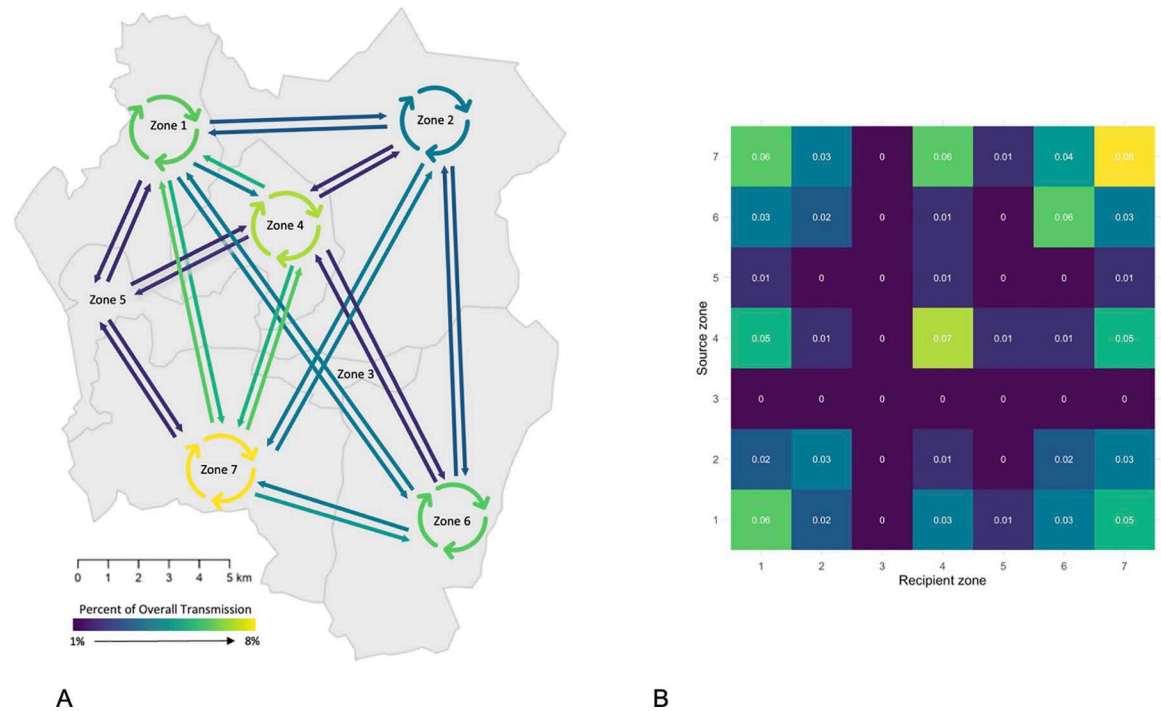 Zone 1
Zone 2
Zone 4
Zone 5
Zone 3
Zone 7
Zone 6
0 1 2 3 4 5 km
Percent of Overall Transmission
1% 8%
A
7 0.06 0.03 0 0.06 0.01 0.04 0.08
6 0.03 0.02 0 0.01 0 0.06 0.03
5 0.01 0 0 0.01 0 0 0.01
4 0.05 0.01 0 0.07 0.01 0.01 0.05
3 0 0 0 0 0 0 0
2 0.02 0.03 0 0.01 0 0.02 0.03
1 0.06 0.02 0 0.03 0.01 0.03 0.05
1 2 3 4 5 6 7
Source zone
Recipient zone
B